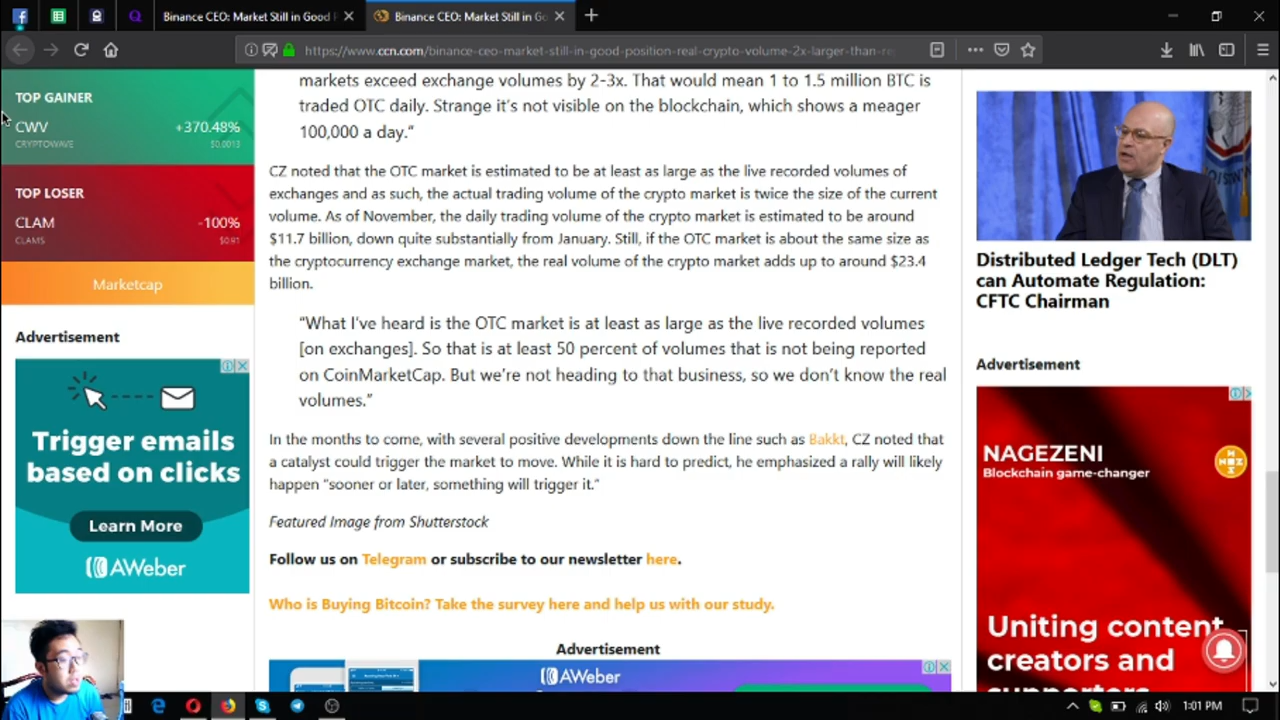 Binance CEO: Market Still in Good
Binance CEO: Market Still in Go
https://www.ccn.com/binance-ceo-market-still-in-good-position-real-crypto-volume-2x-larger-than-re
TOP GAINER
CWV
+370.48%
CRYPTOWAVE
$0.0013
TOP LOSER
CLAM
-100%
CLAMS
$0.91
Marketcap
Advertisement
Trigger emails
based on clicks
Learn More
AWeber
markets exceed exchange volumes by 2-3x. That would mean 1 to 1.5 million BTC is
traded OTC daily. Strange it's not visible on the blockchain, which shows a meager
100,000 a day."
CZ noted that the OTC market is estimated to be at least as large as the live recorded volumes of
exchanges and as such, the actual trading volume of the crypto market is twice the size of the current
volume. As of November, the daily trading volume of the crypto market is estimated to be around
$11.7 billion, down quite substantially from January. Still, if the OTC market is about the same size as
the cryptocurrency exchange market, the real volume of the crypto market adds up to around $23.4
billion.
"What I've heard is the OTC market is at least as large as the live recorded volumes
[on exchanges]. So that is at least 50 percent of volumes that is not being reported
on CoinMarketCap. But we're not heading to that business, so we don't know the real
volumes."
In the months to come, with several positive developments down the line such as Bakkt, CZ noted that
a catalyst could trigger the market to move. While it is hard to predict, he emphasized a rally will likely
happen "sooner or later, something will trigger it."
Featured Image from Shutterstock
Follow us on Telegram or subscribe to our newsletter here.
Who is Buying Bitcoin? Take the survey here and help us with our study.
Advertisement
AWeber
Distributed Ledger Tech (DLT)
can Automate Regulation:
CFTC Chairman
Advertisement
NAGEZENI
Blockchain game-changer
Uniting content
creators and
supporters
1:01 PM